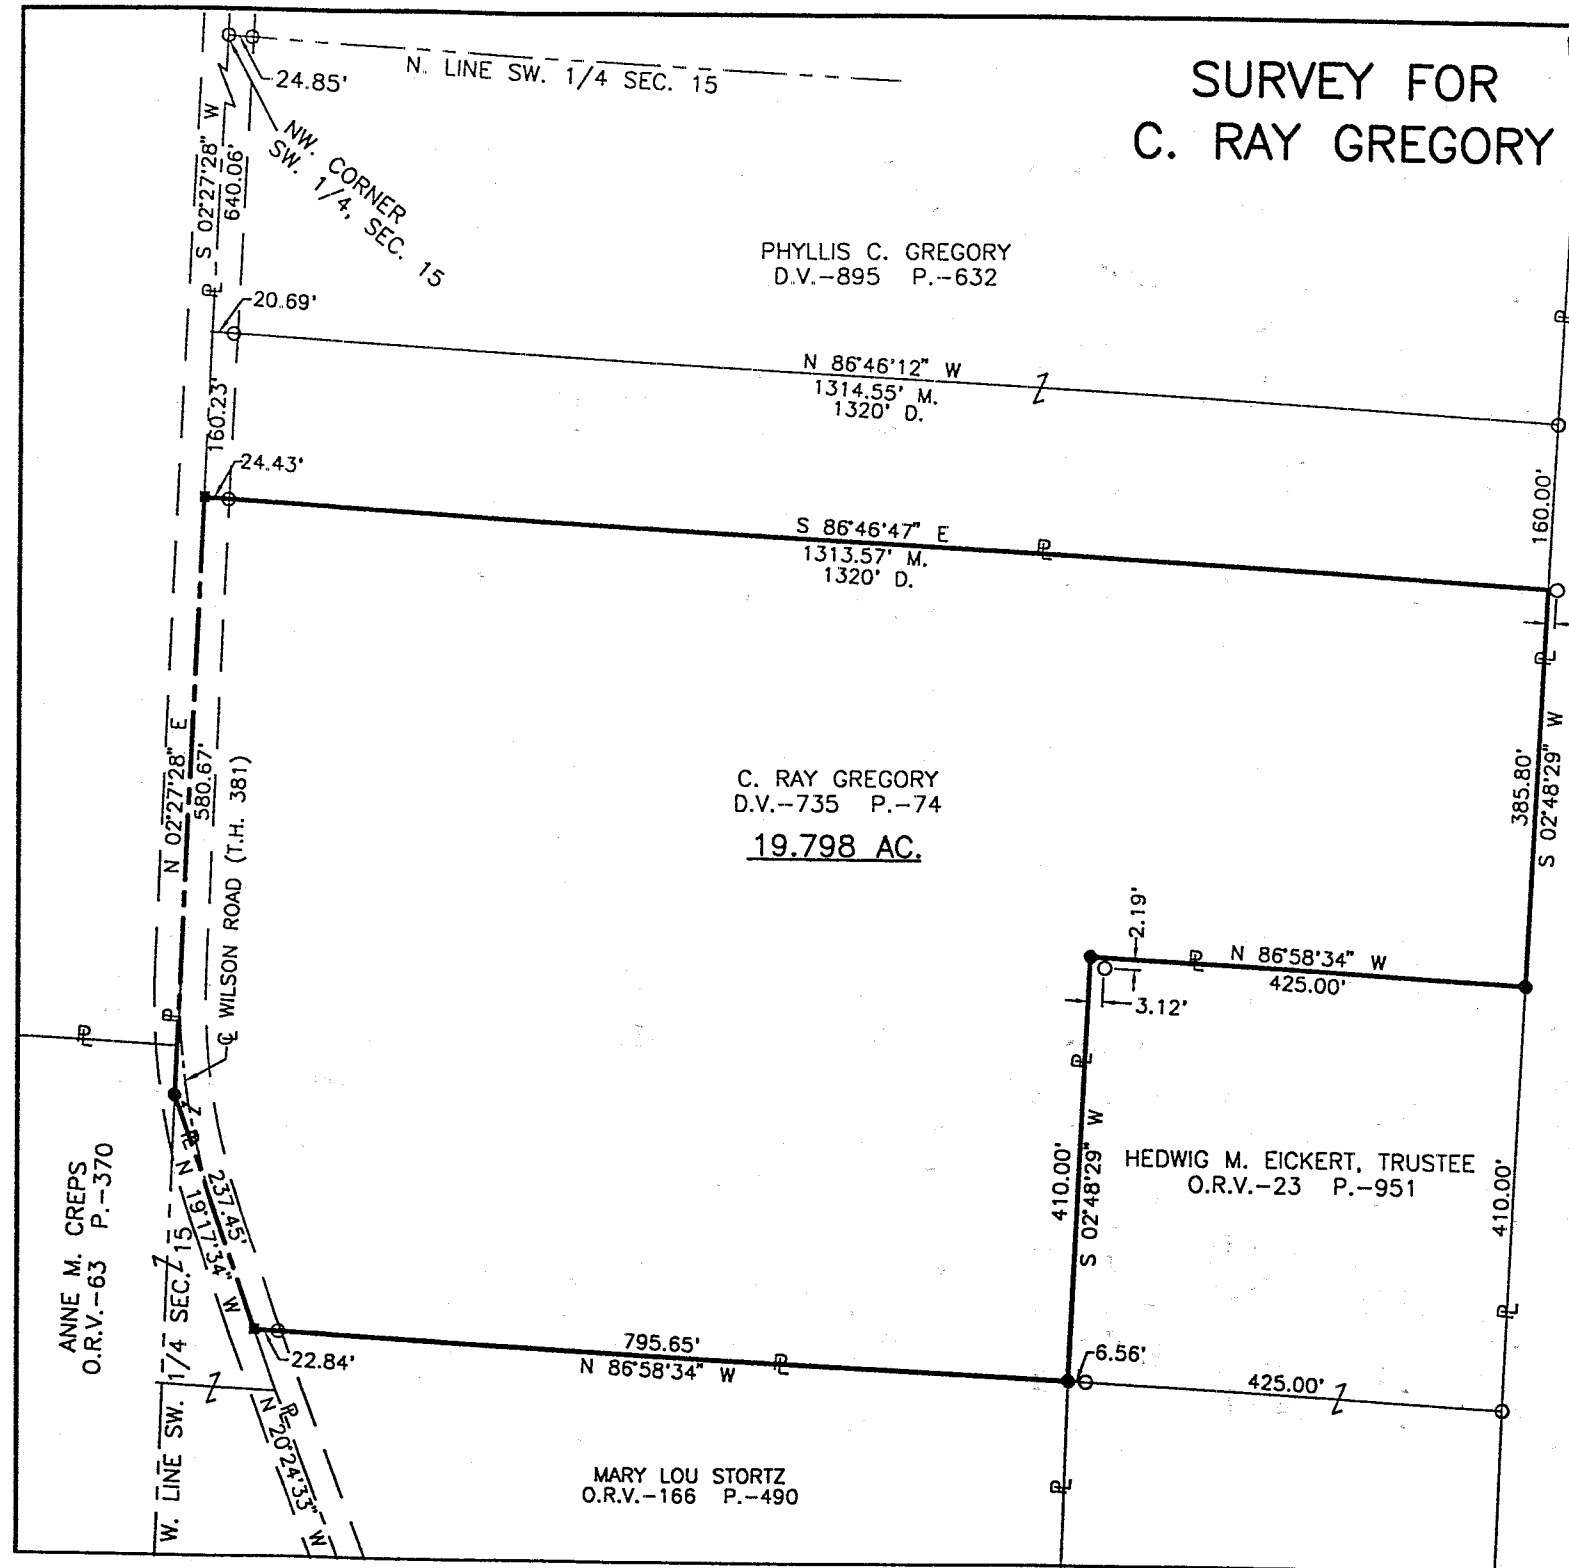 SURVEY FOR
C. RAY GREGORY
N. LINE SW. 1/4 SEC. 15
24.85'
NW. CORNER
SW. 1/4, SEC. 15
S 02°27'28" W
640.06'
PHYLLIS C. GREGORY
D.V.-895 P.-632
20.69'
N 86°46'12" W
1314.55' M.
1320' D.
160.23'
160.00'
24.43'
S 86°46'47" E
1313.57' M.
1320' D.
N 02°27'28" E
580.67'
WILSON ROAD (T.H. 381)
C. RAY GREGORY
D.V.-735 P.-74
19.798 AC.
385.80'
S 02°48'29" W
2.19'
N 86°58'34" W
425.00'
3.12'
410.00'
S 02°48'29" W
HEDWIG M. EICKERT, TRUSTEE
O.R.V.-23 P.-951
410.00'
ANNE M. CREPS
O.R.V.-63 P.-370
W. LINE SW. 1/4 SEC. 15
237.45'
N 19°17'34" W
22.84'
795.65'
N 86°58'34" W
6.56'
425.00'
N 20°24'33" W
MARY LOU STORTZ
O.R.V.-166 P.-490